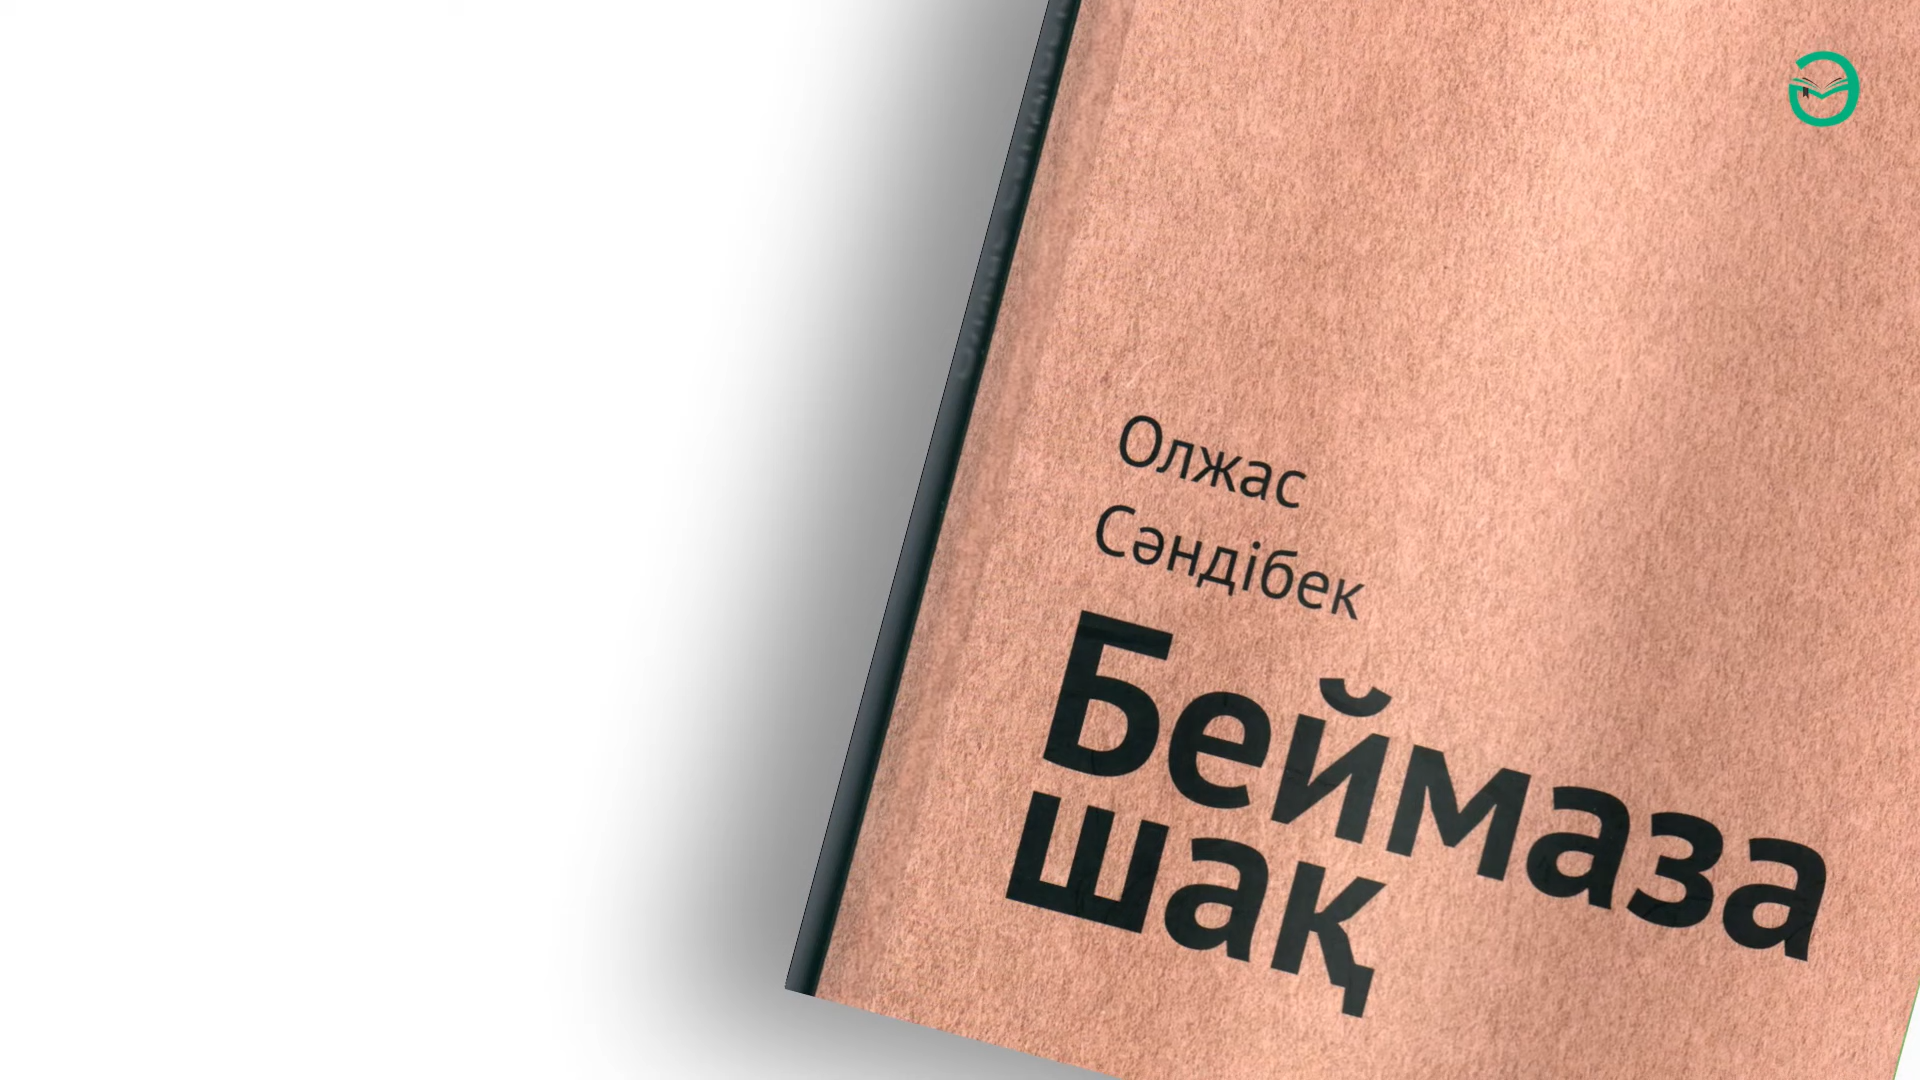 Олжас
Сәндібек
Беймаза
шақ